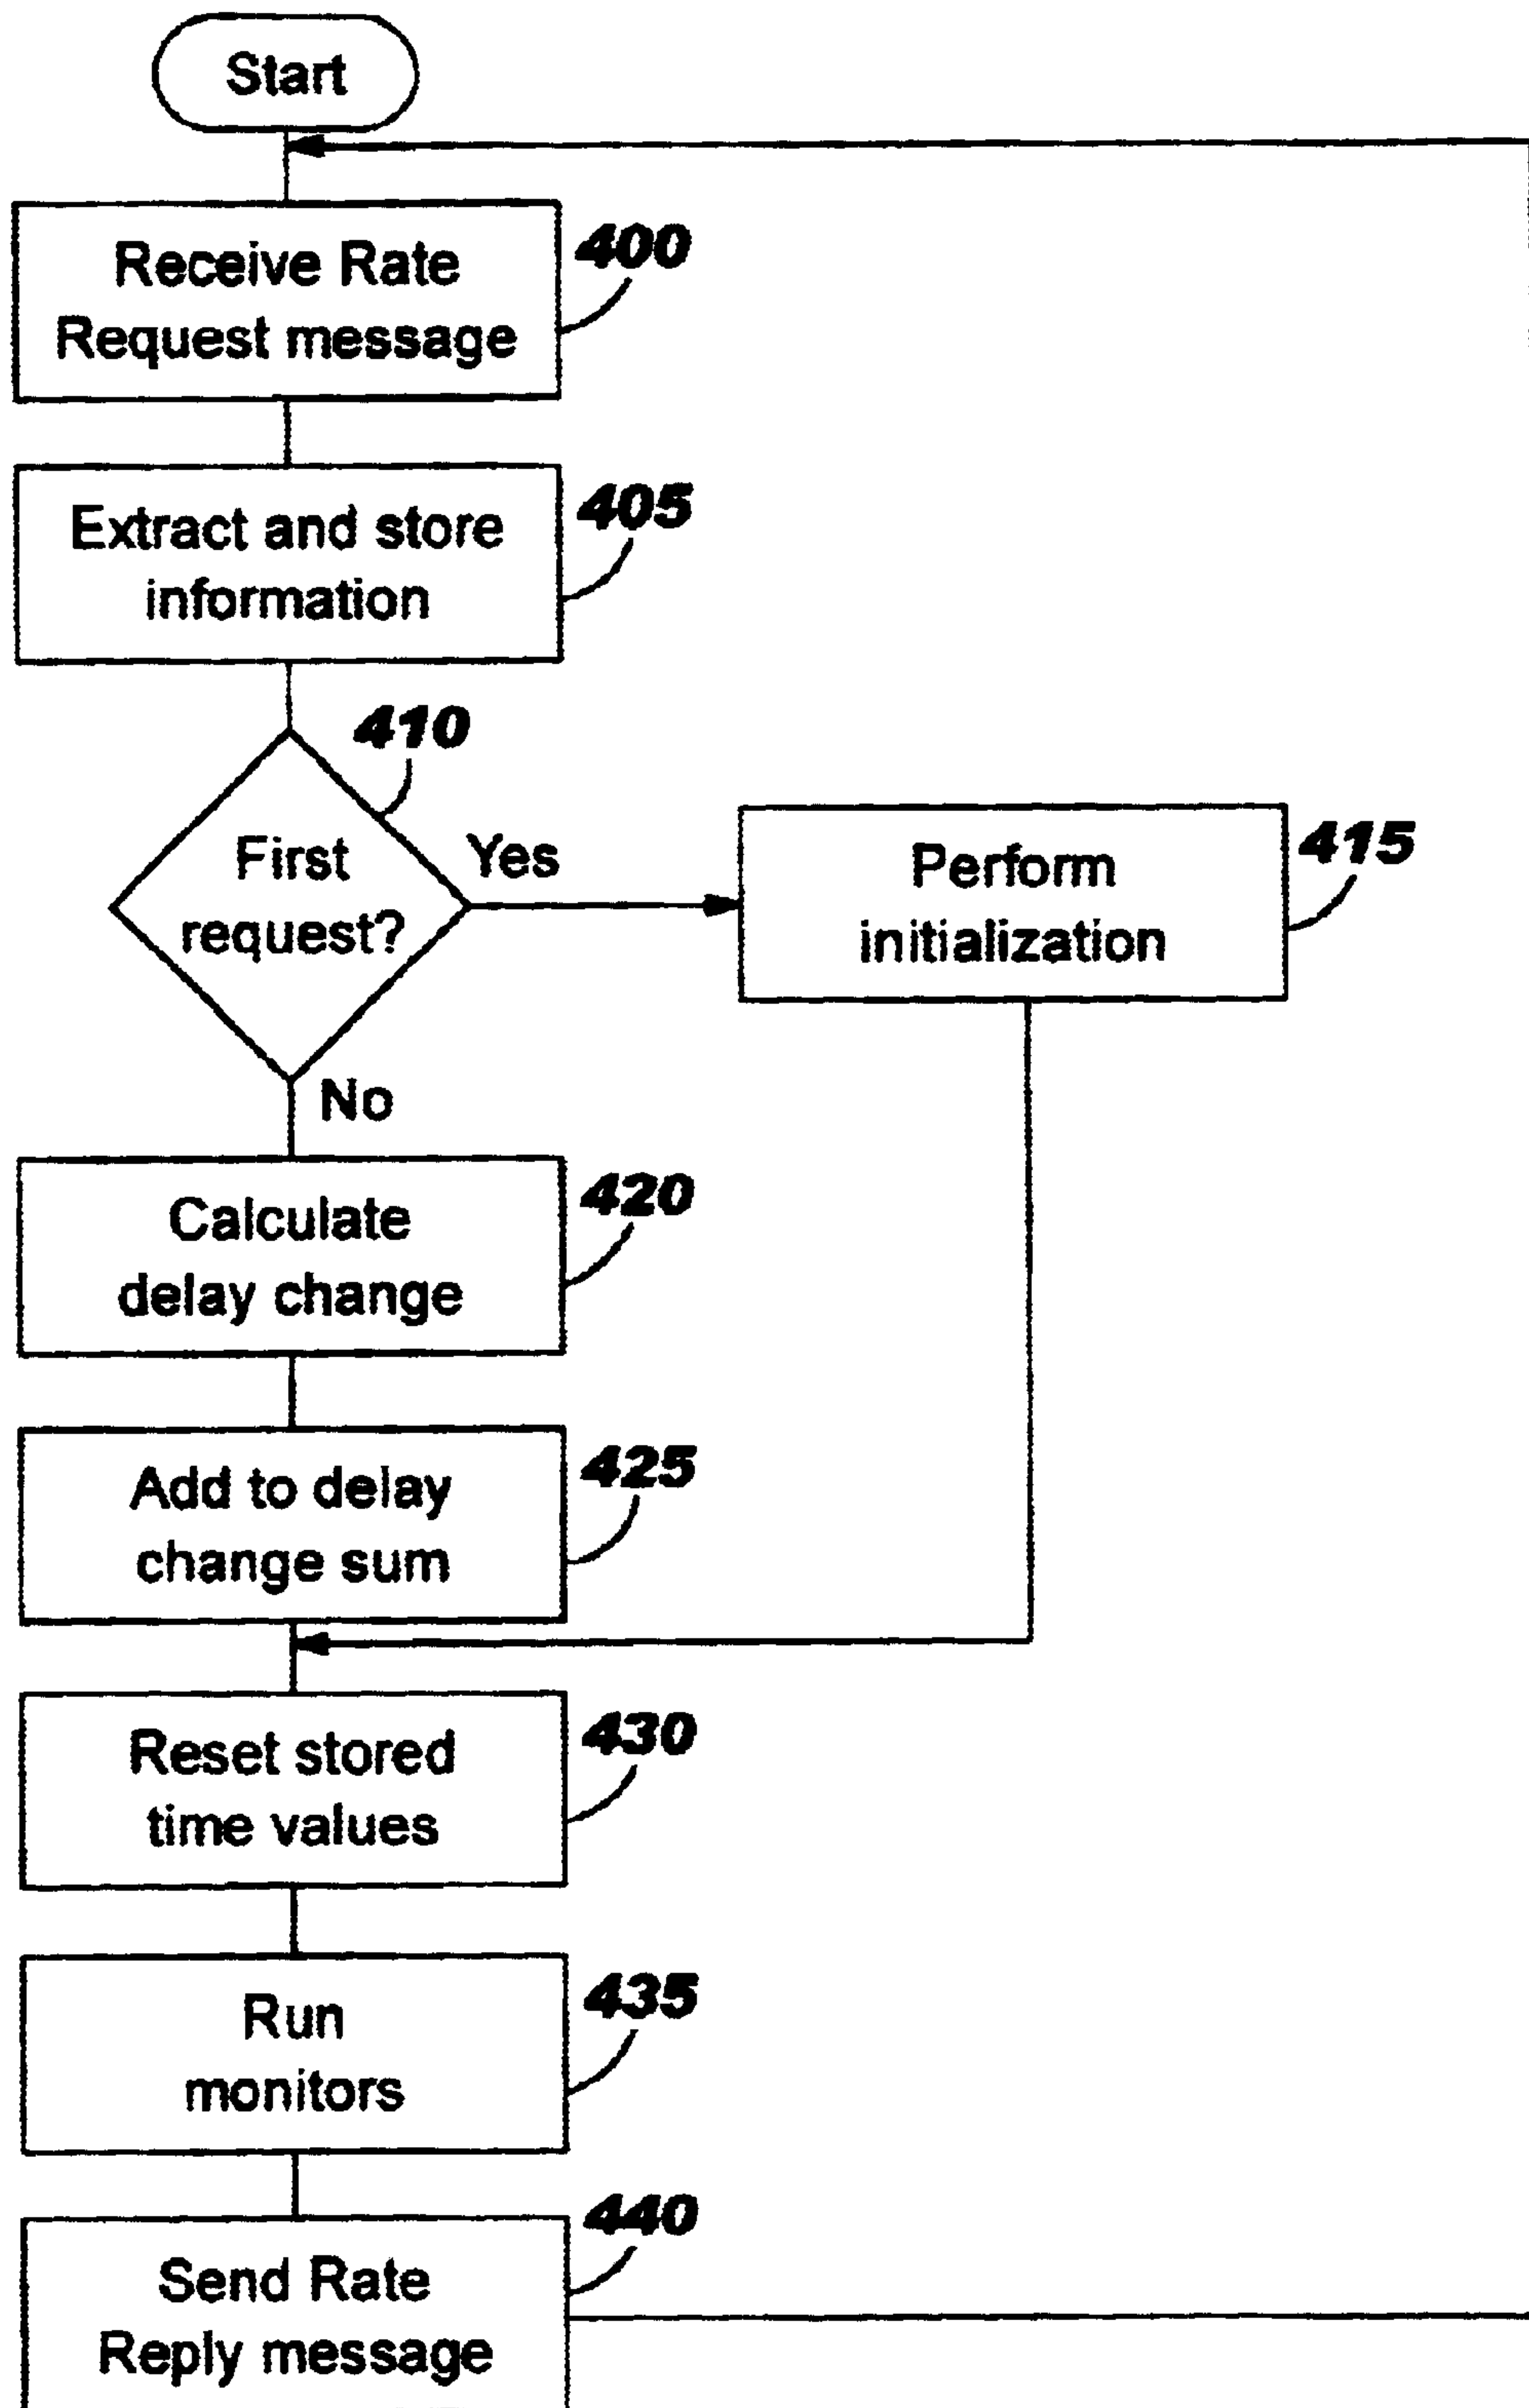 Start
Receive Rate
Request message
400
Extract and store
information
405
410
First
request?
Yes
Perform
initialization
415
No
Calculate
delay change
420
Add to delay
change sum
425
Reset stored
time values
430
Run
monitors
435
440
Send Rate
Reply message